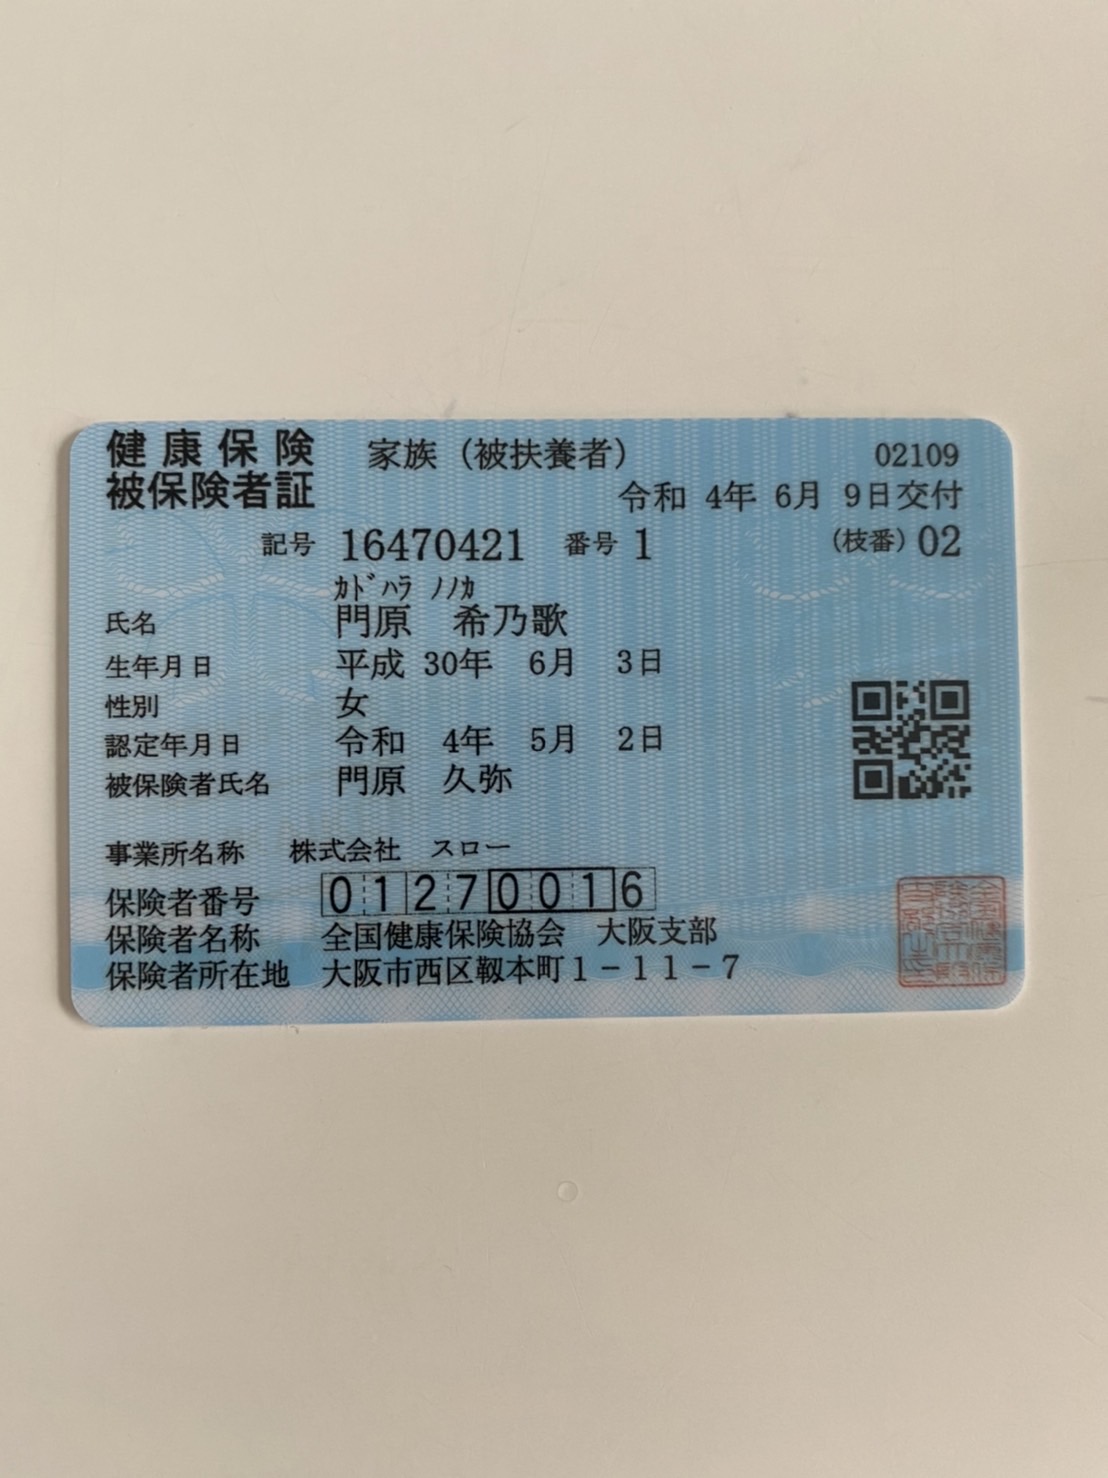 健康保険 家族(被扶養者) 02109
被保険者証 令和 4年 6月 9日交付
記号 16470421 番号 1 (枝番) 02
ｶﾄﾞﾊﾗ ﾉﾉｶ
氏名 門原 希乃歌
生年月日 平成 30年 6月 3日
性別 女
認定年月日 令和 4年 5月 2日
被保険者氏名 門原 久弥
事業所名称 株式会社 スロー
保険者番号 01270016
保険者名称 全国健康保険協会 大阪支部
保険者所在地 大阪市西区靱本町1-11-7